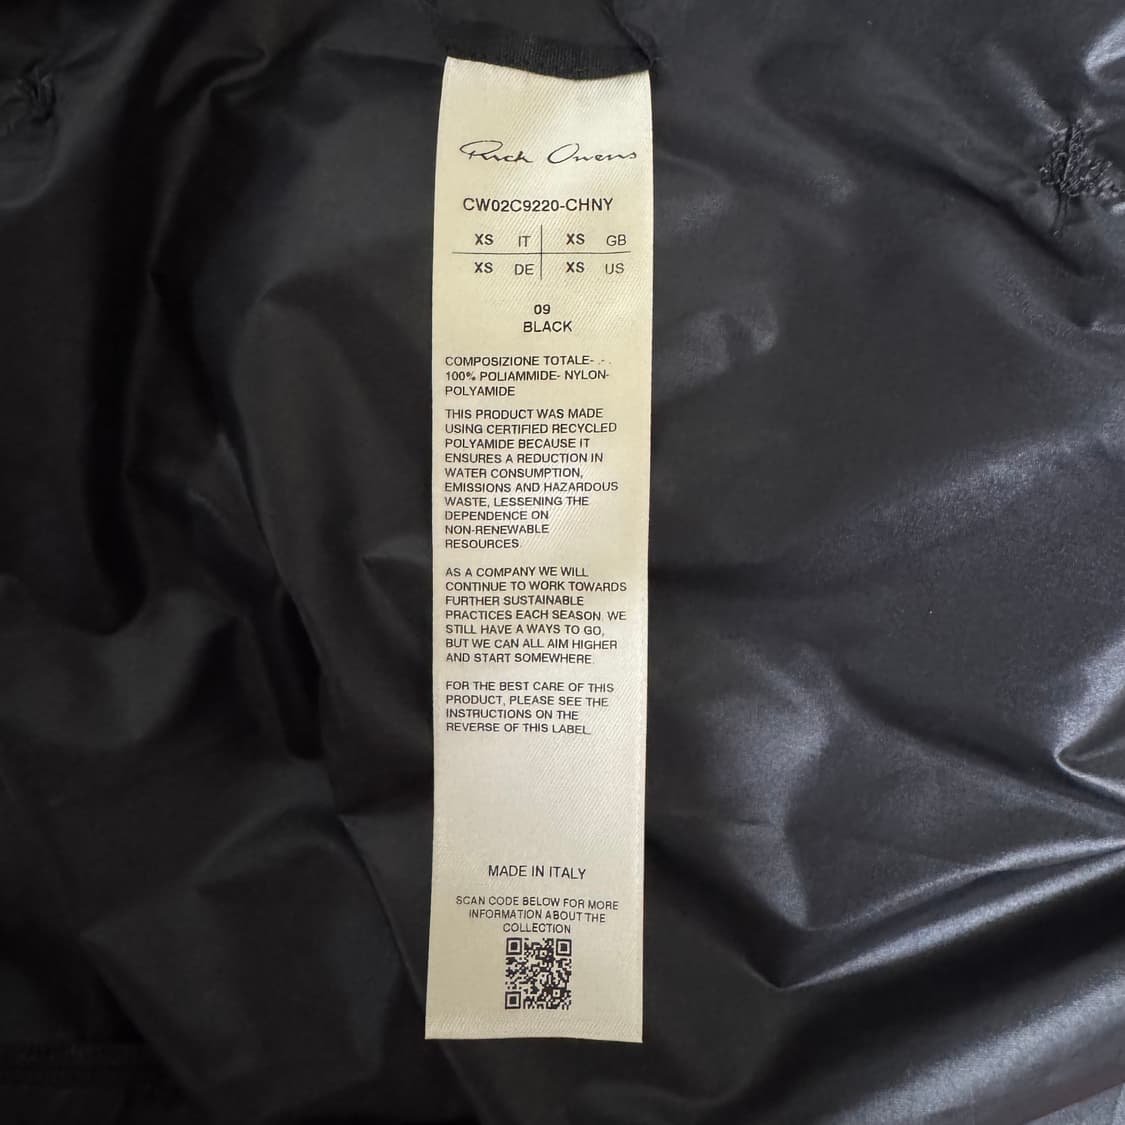 Rick Owens
CW02C9220-CHNY
XS IT XS GB
XS DE XS US
09
BLACK
COMPOSIZIONE TOTALE- .-.
100% POLIAMMIDE- NYLON-
POLYAMIDE
THIS PRODUCT WAS MADE
USING CERTIFIED RECYCLED
POLYAMIDE BECAUSE IT
ENSURES A REDUCTION IN
WATER CONSUMPTION,
EMISSIONS AND HAZARDOUS
WASTE, LESSENING THE
DEPENDENCE ON
NON-RENEWABLE
RESOURCES.
AS A COMPANY WE WILL
CONTINUE TO WORK TOWARDS
FURTHER SUSTAINABLE
PRACTICES EACH SEASON. WE
STILL HAVE A WAYS TO GO,
BUT WE CAN ALL AIM HIGHER
AND START SOMEWHERE.
FOR THE BEST CARE OF THIS
PRODUCT, PLEASE SEE THE
INSTRUCTIONS ON THE
REVERSE OF THIS LABEL.
MADE IN ITALY
SCAN CODE BELOW FOR MORE
INFORMATION ABOUT THE
COLLECTION